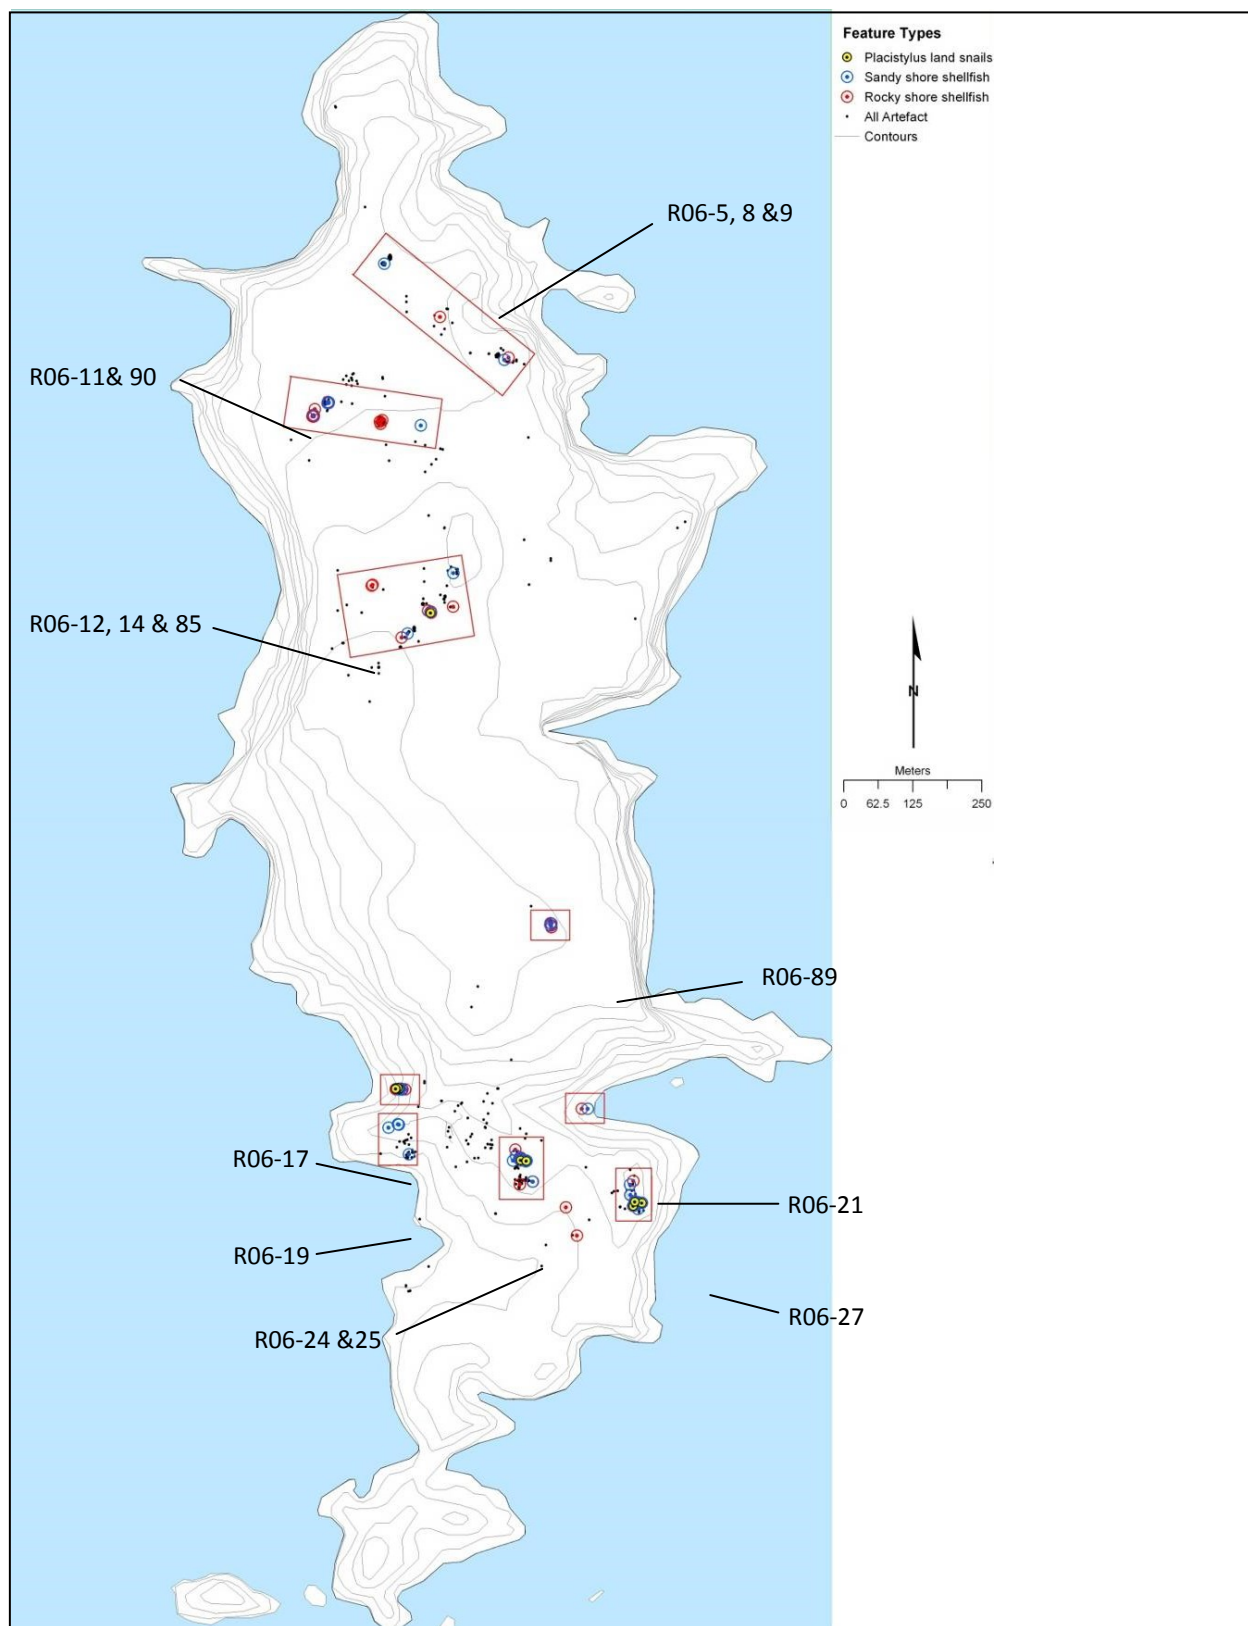 Feature Types
Placistylus land snails
Sandy shore shellfish
Rocky shore shellfish
All Artefact
Contours
R06-5, 8 &9
R06-11& 90
R06-12, 14 & 85
N
Meters
0 62.5 125 250
R06-89
R06-17
R06-21
R06-19
R06-27
R06-24 &25